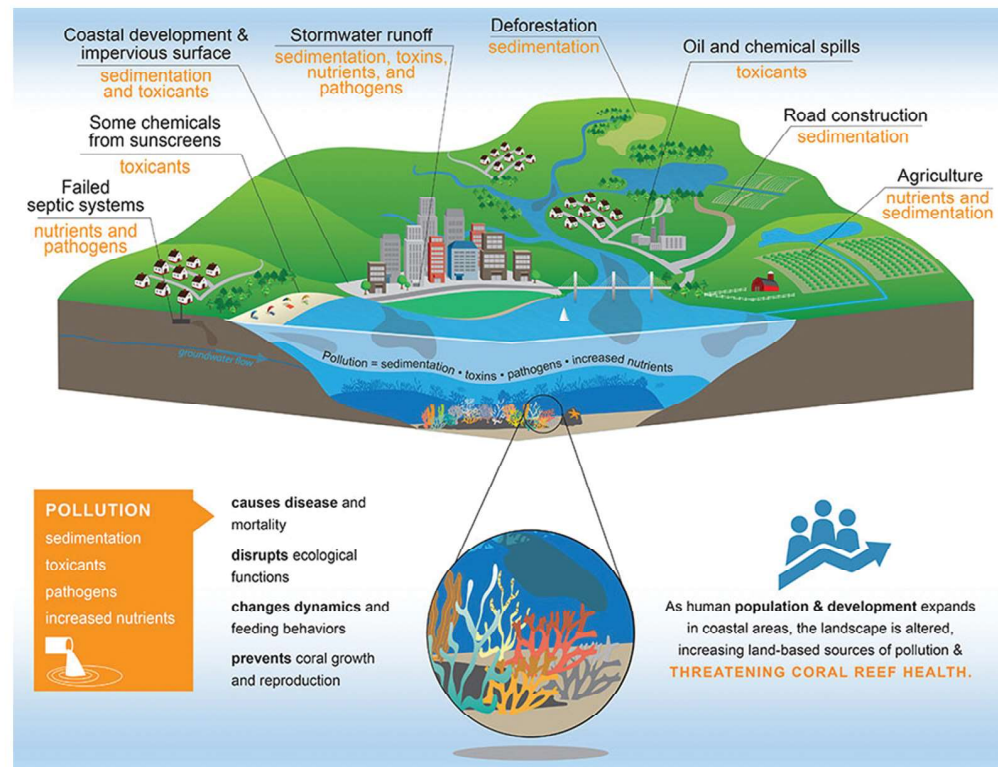 Coastal development &
impervious surface
sedimentation
and toxicants
Stormwater runoff
sedimentation, toxins,
nutrients, and
pathogens
Deforestation
sedimentation
Oil and chemical spills
toxicants
Some chemicals
from sunscreens
toxicants
Road construction
sedimentation
Failed
septic systems
nutrients and
pathogens
Agriculture
nutrients and
sedimentation
groundwater flow
Pollution = sedimentation • toxins • pathogens • increased nutrients
POLLUTION
sedimentation
toxicants
pathogens
increased nutrients
causes disease and
mortality
disrupts ecological
functions
changes dynamics and
feeding behaviors
prevents coral growth
and reproduction
As human population & development expands
in coastal areas, the landscape is altered,
increasing land-based sources of pollution &
THREATENING CORAL REEF HEALTH.